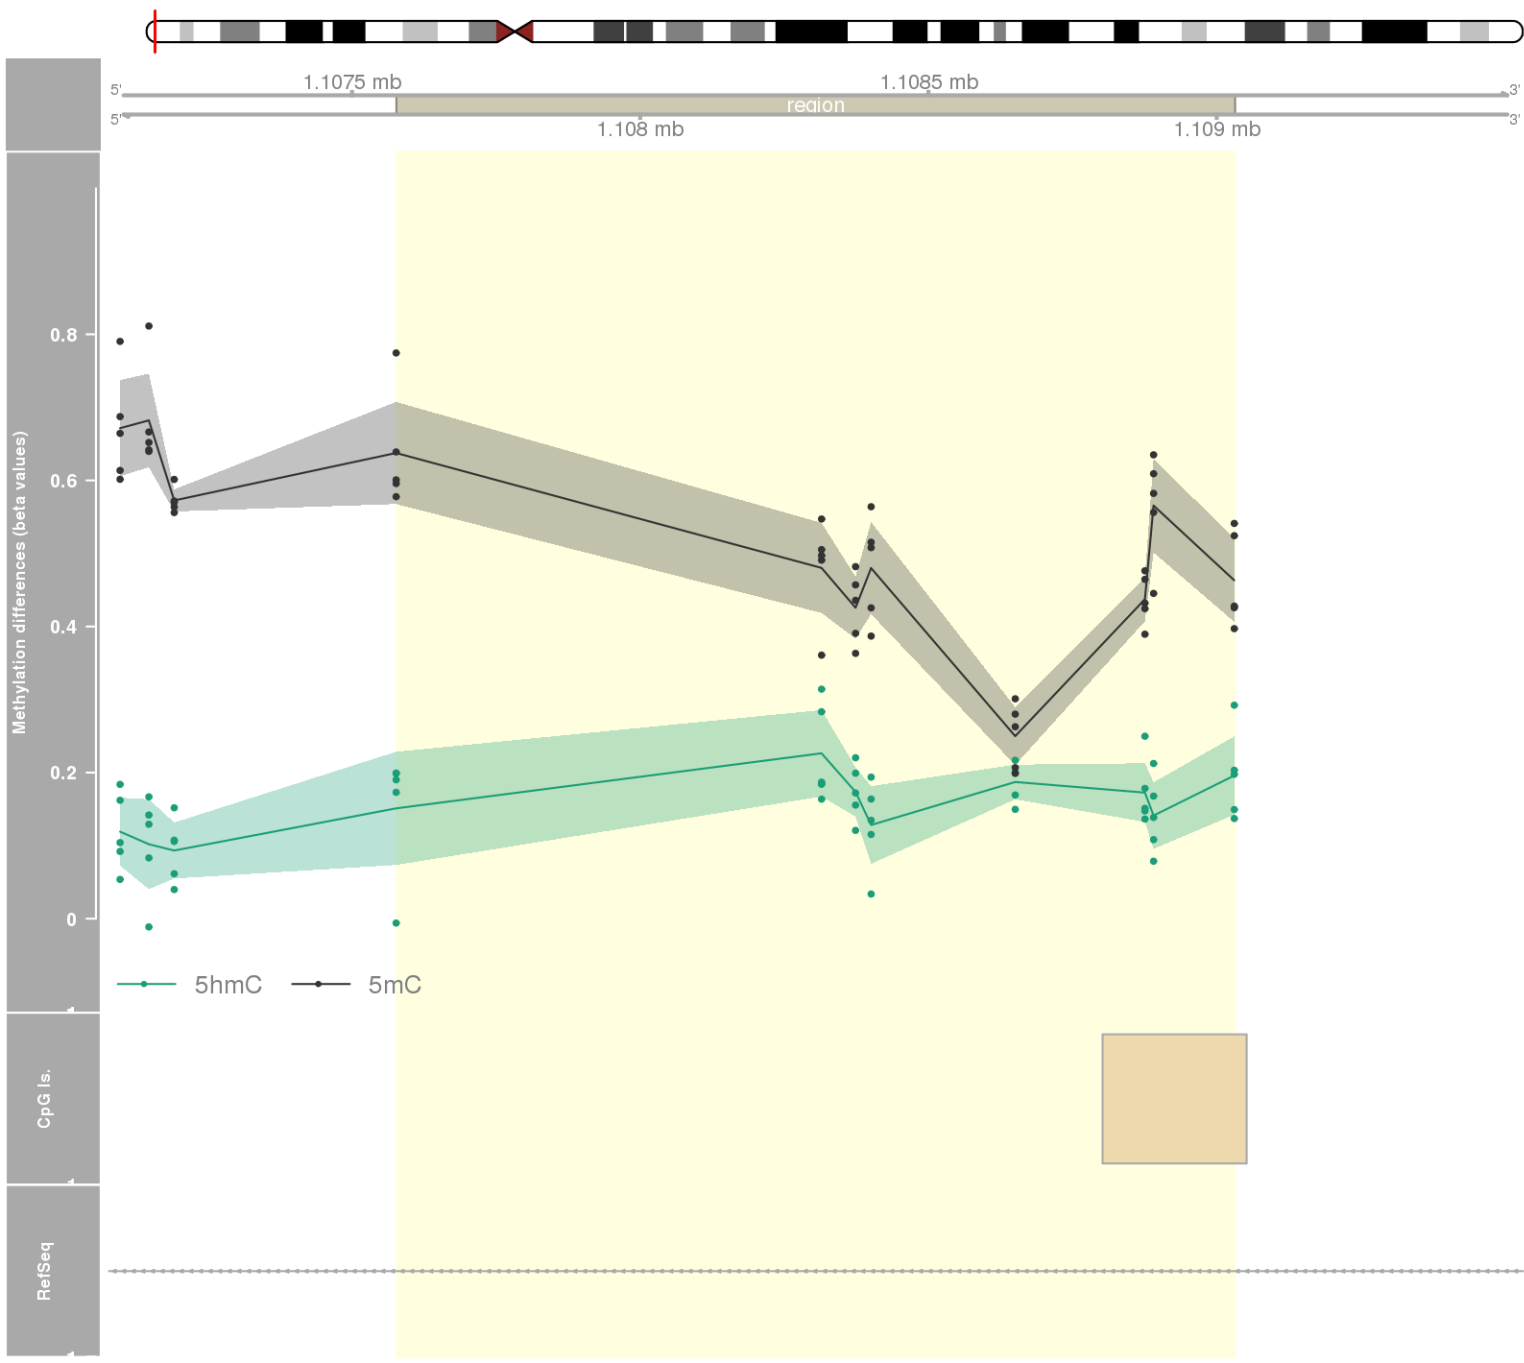 1.1075 mb
1.1085 mb
5'
3'
region
5'
3'
1.108 mb
1.109 mb
Methylation differences (beta values)
0.8
0.6
0.4
0.2
0
5hmC
5mC
CpG Is.
RefSeq